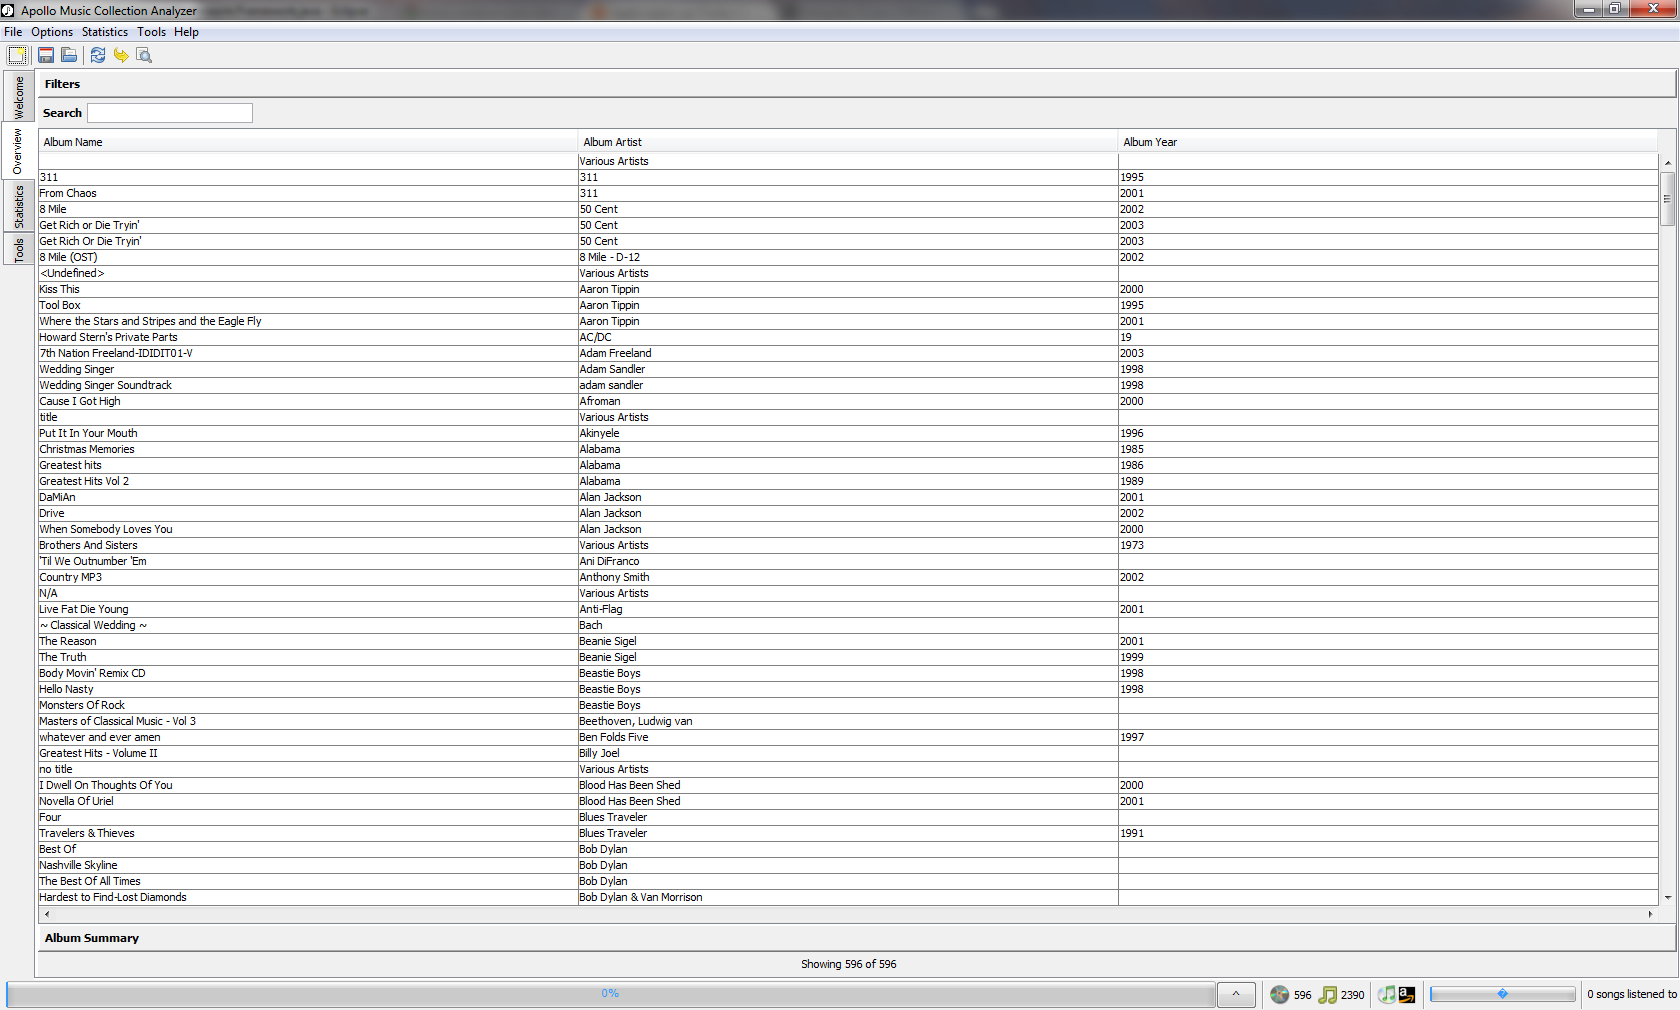 Apollo Music Collection Analyzer
File Options Statistics Tools Help
Welcome
Overview
Statistics
Tools
Filters
Search
Album Name Album Artist Album Year
Various Artists
311 311 1995
From Chaos 311 2001
8 Mile 50 Cent 2002
Get Rich or Die Tryin' 50 Cent 2003
Get Rich Or Die Tryin' 50 Cent 2003
8 Mile (OST) 8 Mile - D-12 2002
<Undefined> Various Artists
Kiss This Aaron Tippin 2000
Tool Box Aaron Tippin 1995
Where the Stars and Stripes and the Eagle Fly Aaron Tippin 2001
Howard Stern's Private Parts AC/DC 19
7th Nation Freeland-IDIDIT01-V Adam Freeland 2003
Wedding Singer Adam Sandler 1998
Wedding Singer Soundtrack adam sandler 1998
Cause I Got High Afroman 2000
title Various Artists
Put It In Your Mouth Akinyele 1996
Christmas Memories Alabama 1985
Greatest hits Alabama 1986
Greatest Hits Vol 2 Alabama 1989
DaMiAn Alan Jackson 2001
Drive Alan Jackson 2002
When Somebody Loves You Alan Jackson 2000
Brothers And Sisters Various Artists 1973
'Til We Outnumber 'Em Ani DiFranco
Country MP3 Anthony Smith 2002
N/A Various Artists
Live Fat Die Young Anti-Flag 2001
~ Classical Wedding ~ Bach
The Reason Beanie Sigel 2001
The Truth Beanie Sigel 1999
Body Movin' Remix CD Beastie Boys 1998
Hello Nasty Beastie Boys 1998
Monsters Of Rock Beastie Boys
Masters of Classical Music - Vol 3 Beethoven, Ludwig van
whatever and ever amen Ben Folds Five 1997
Greatest Hits - Volume II Billy Joel
no title Various Artists
I Dwell On Thoughts Of You Blood Has Been Shed 2000
Novella Of Uriel Blood Has Been Shed 2001
Four Blues Traveler
Travelers & Thieves Blues Traveler 1991
Best Of Bob Dylan
Nashville Skyline Bob Dylan
The Best Of All Times Bob Dylan
Hardest to Find-Lost Diamonds Bob Dylan & Van Morrison
Album Summary
Showing 596 of 596
0% ^ 596 2390 a � 0 songs listened to